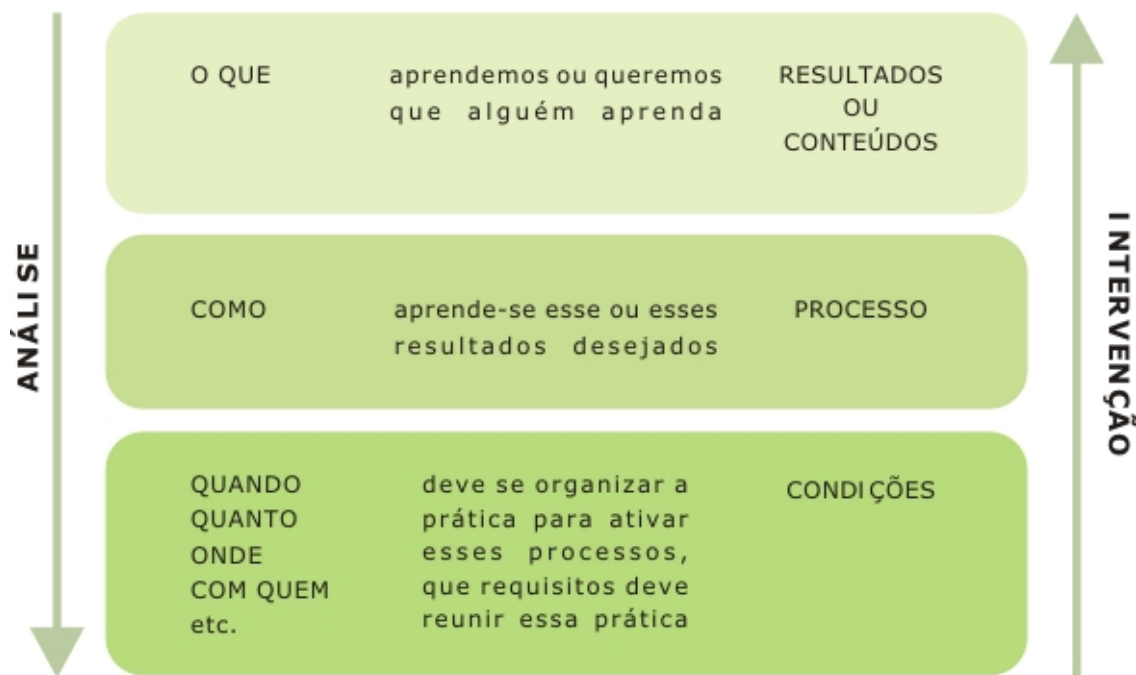 O QUE
aprendemos ou queremos
que alguém aprenda
RESULTADOS
OU
CONTEÚDOS
COMO
aprende-se esse ou esses
resultados desejados
PROCESSO
QUANDO
QUANTO
ONDE
COM QUEM
etc.
deve se organizar a
prática para ativar
esses processos,
que requisitos deve
reunir essa prática
CONDIÇÕES
ANÁLISE
INTERVENÇÃO